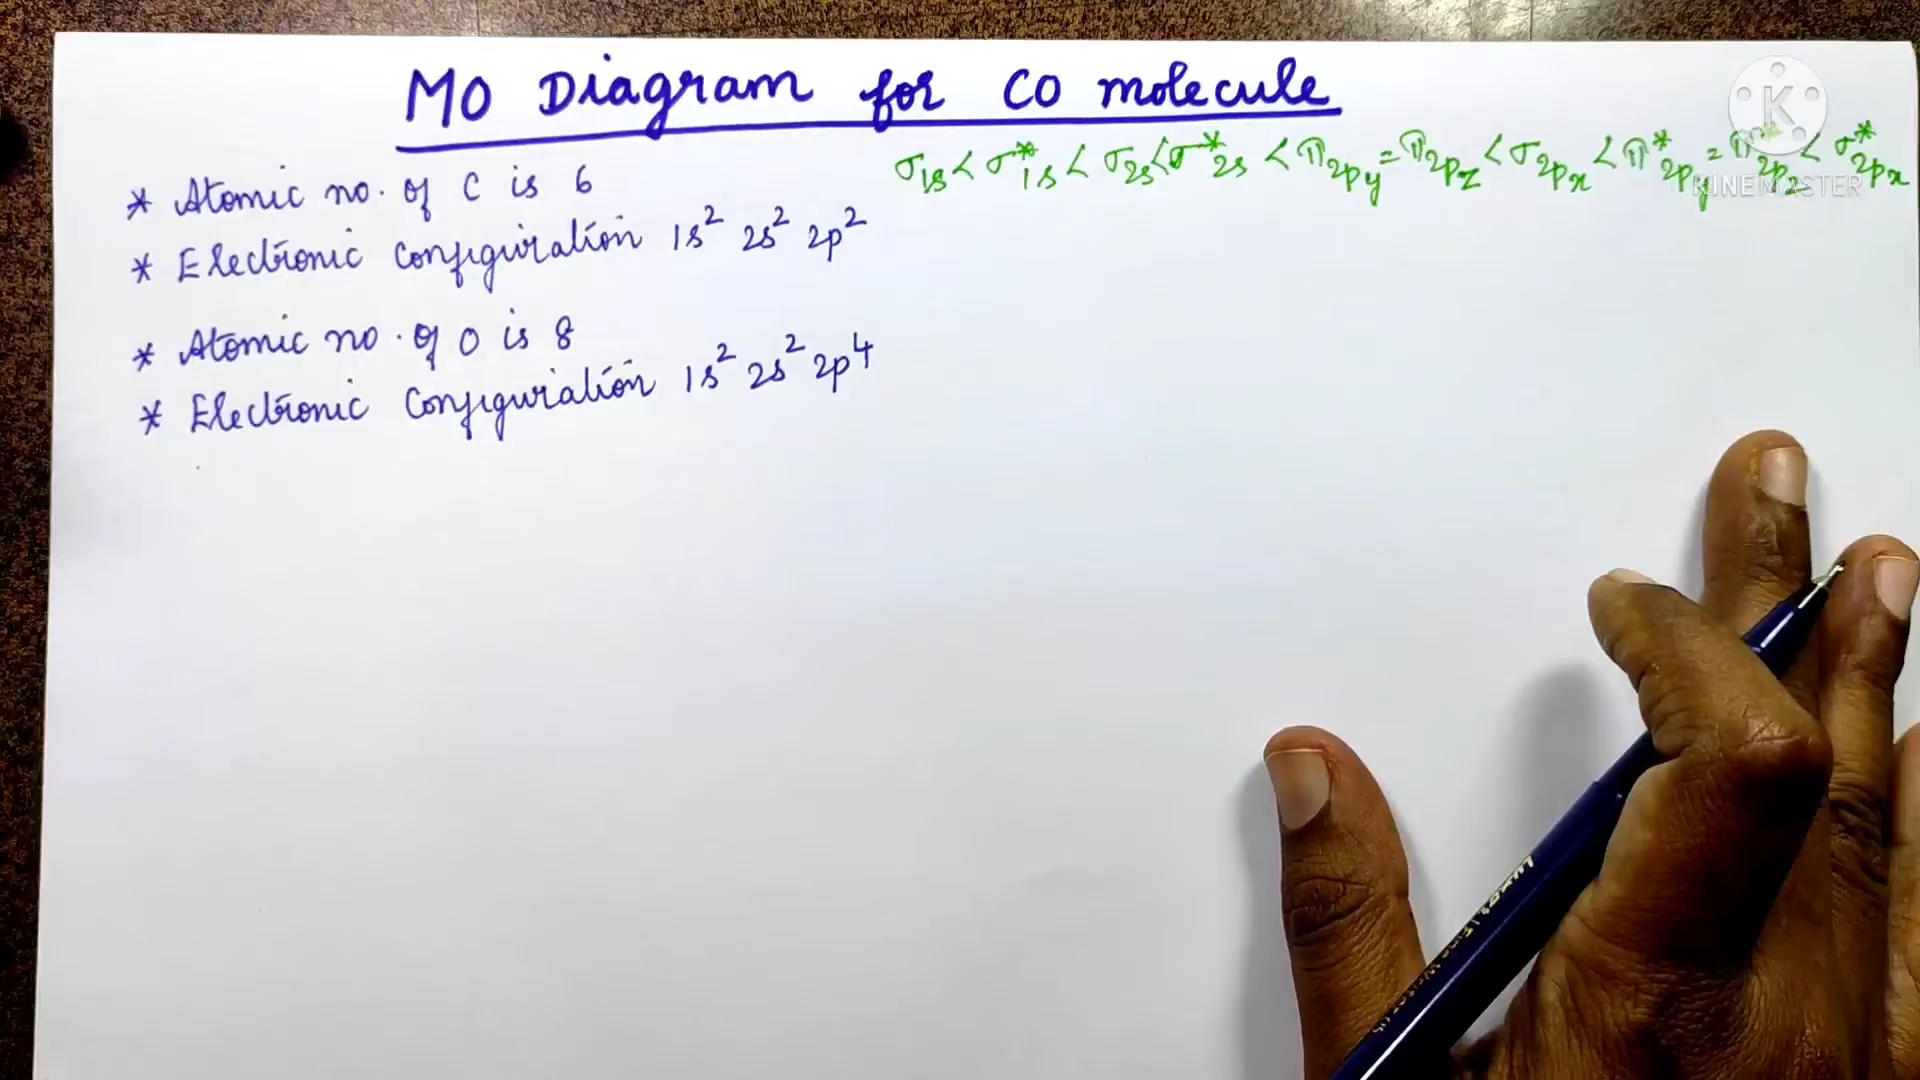 MO Diagram for CO molecule
σ1s < σ*1s < σ2s < σ*2s < π2py = π2pz < σ2px < π*2py = π*2pz < σ*2px
K
KINEMASTER
* Atomic no. of C is 6
* Electronic configuration 1s² 2s² 2p²
* Atomic no. of O is 8
* Electronic configuration 1s² 2s² 2p⁴